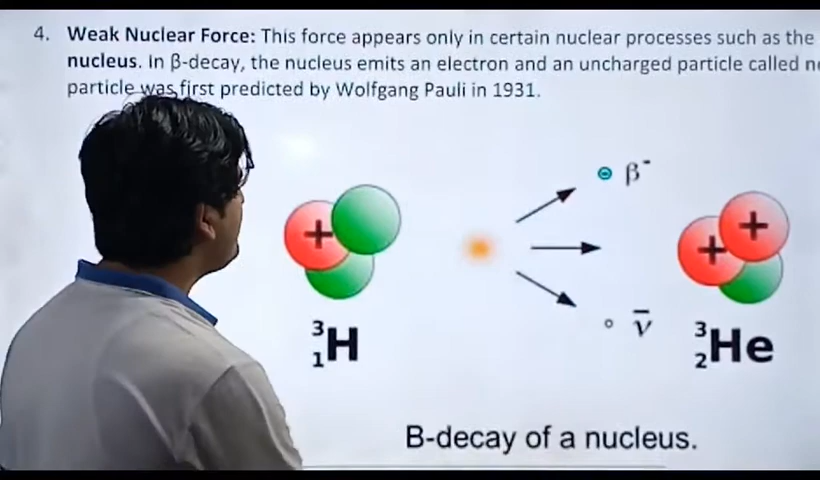 4. Weak Nuclear Force: This force appears only in certain nuclear processes such as the
nucleus. In β-decay, the nucleus emits an electron and an uncharged particle called
particle was first predicted by Wolfgang Pauli in 1931.
⊖ β⁻
+
+
+
ν̅
³₁H
³₂He
B-decay of a nucleus.